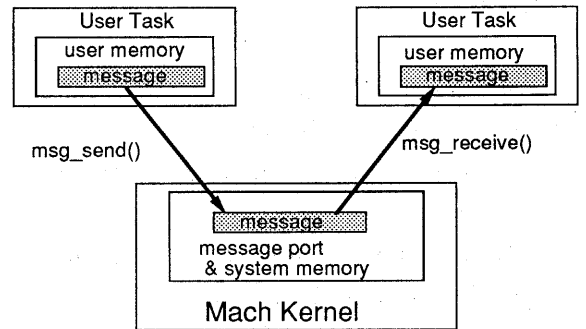 User Task
user memory
message
User Task
user memory
message
msg_send()
msg_receive()
message
message port
& system memory
Mach Kernel